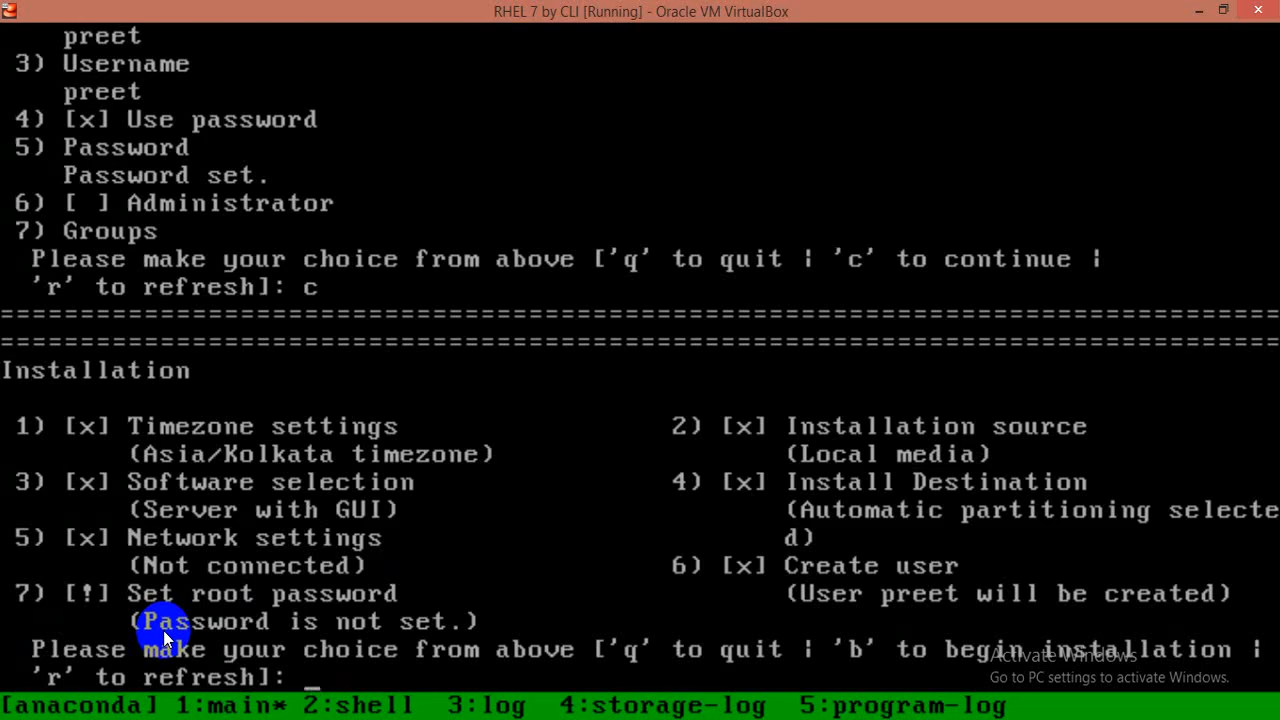 RHEL 7 by CLI [Running] - Oracle VM VirtualBox
preet
3) Username
preet
4) [x] Use password
5) Password
Password set.
6) [ ] Administrator
7) Groups
Please make your choice from above ['q' to quit | 'c' to continue |
'r' to refresh]: c
================================================================================
================================================================================
Installation
1) [x] Timezone settings 2) [x] Installation source
(Asia/Kolkata timezone) (Local media)
3) [x] Software selection 4) [x] Install Destination
(Server with GUI) (Automatic partitioning selecte
5) [x] Network settings d)
(Not connected) 6) [x] Create user
7) [!] Set root password (User preet will be created)
(Password is not set.)
Please make your choice from above ['q' to quit | 'b' to begin installation |
'r' to refresh]: _
Activate Windows
Go to PC settings to activate Windows.
[anaconda] 1:main* 2:shell 3:log 4:storage-log 5:program-log